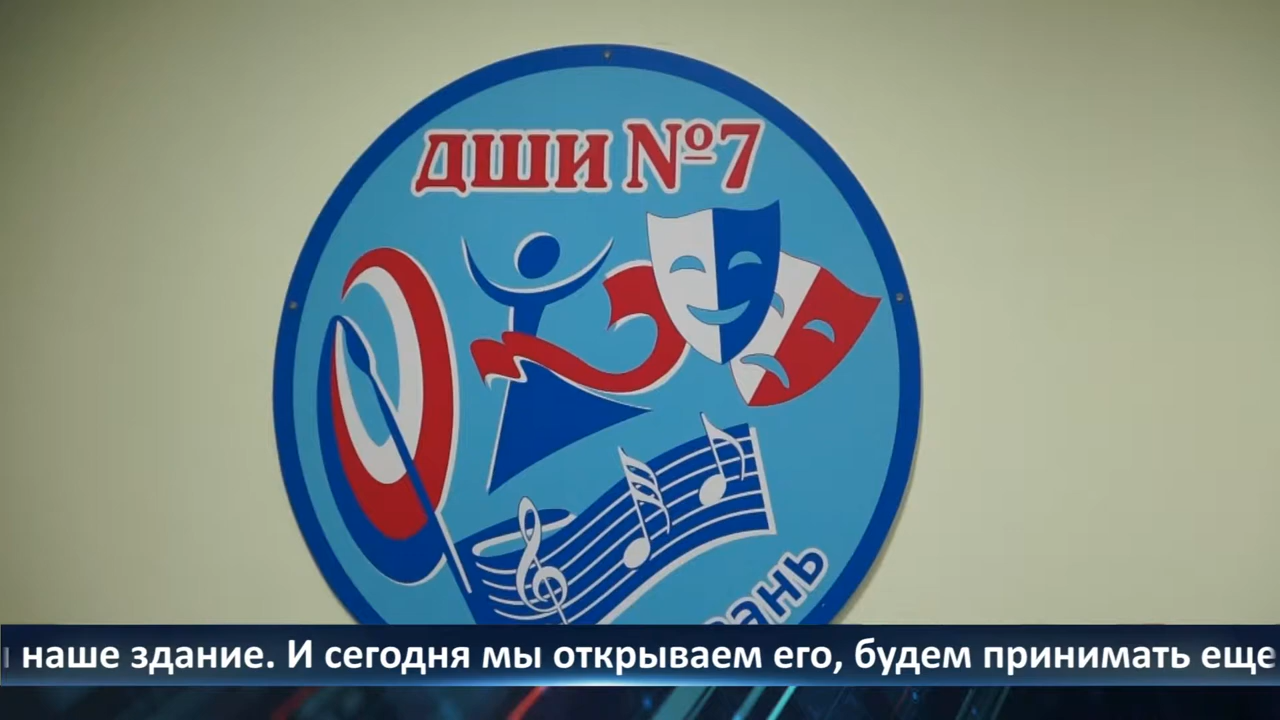 ДШИ №7
наше здание. И сегодня мы открываем его, будем принимать еще